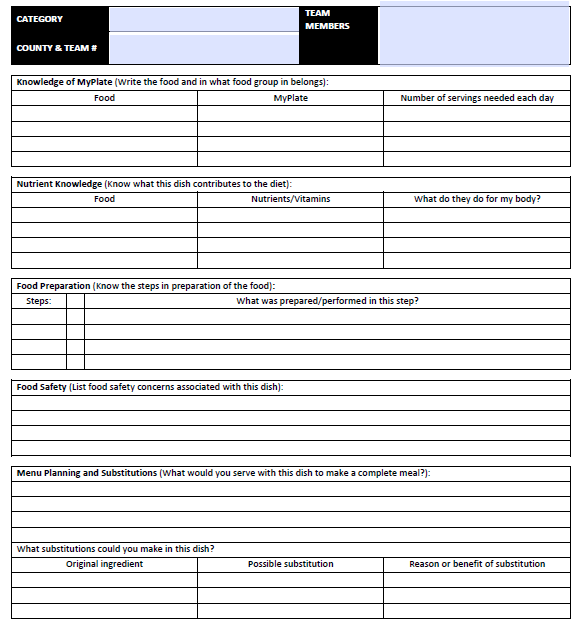 CATEGORY
TEAM
MEMBERS
COUNTY & TEAM #
Knowledge of MyPlate (Write the food and in what food group in belongs):
Food MyPlate Number of servings needed each day
Nutrient Knowledge (Know what this dish contributes to the diet):
Food Nutrients/Vitamins What do they do for my body?
Food Preparation (Know the steps in preparation of the food):
Steps: What was prepared/performed in this step?
Food Safety (List food safety concerns associated with this dish):
Menu Planning and Substitutions (What would you serve with this dish to make a complete meal?):
What substitutions could you make in this dish?
Original ingredient Possible substitution Reason or benefit of substitution